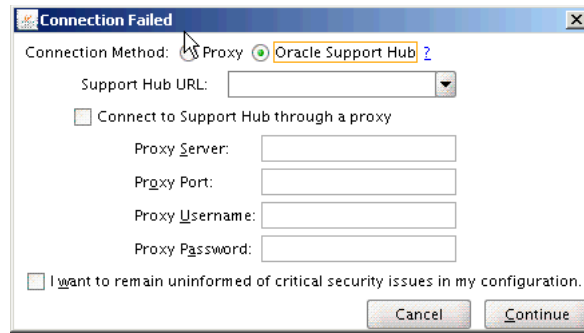 Connection Failed
Connection Method: Proxy Oracle Support Hub ?
Support Hub URL:
Connect to Support Hub through a proxy
Proxy Server:
Proxy Port:
Proxy Username:
Proxy Password:
I want to remain uninformed of critical security issues in my configuration.
Cancel Continue